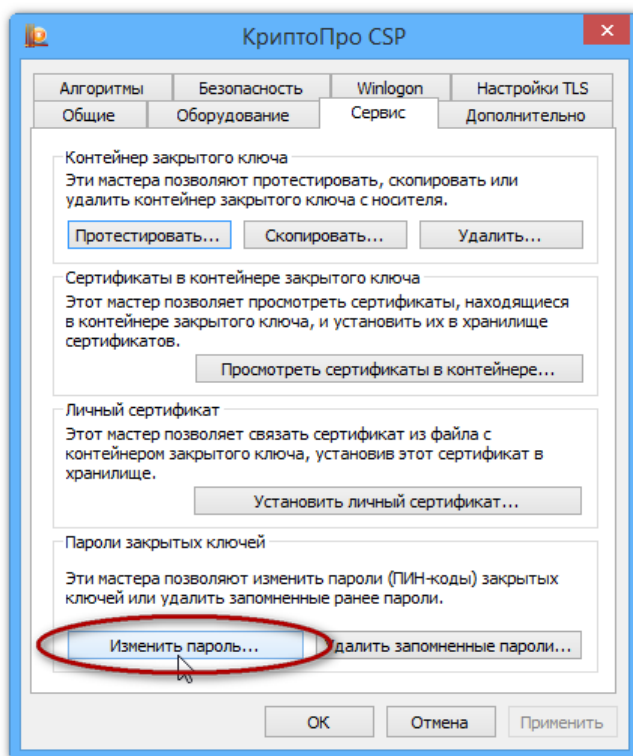 КриптоПро CSP
Алгоритмы Безопасность Winlogon Настройки TLS
Общие Оборудование Сервис Дополнительно
Контейнер закрытого ключа
Эти мастера позволяют протестировать, скопировать или
удалить контейнер закрытого ключа с носителя.
Протестировать... Скопировать... Удалить...
Сертификаты в контейнере закрытого ключа
Этот мастер позволяет просмотреть сертификаты, находящиеся
в контейнере закрытого ключа, и установить их в хранилище
сертификатов.
Просмотреть сертификаты в контейнере...
Личный сертификат
Этот мастер позволяет связать сертификат из файла с
контейнером закрытого ключа, установив этот сертификат в
хранилище.
Установить личный сертификат...
Пароли закрытых ключей
Эти мастера позволяют изменить пароли (ПИН-коды) закрытых
ключей или удалить запомненные ранее пароли.
Изменить пароль... Удалить запомненные пароли...
ОК Отмена Применить